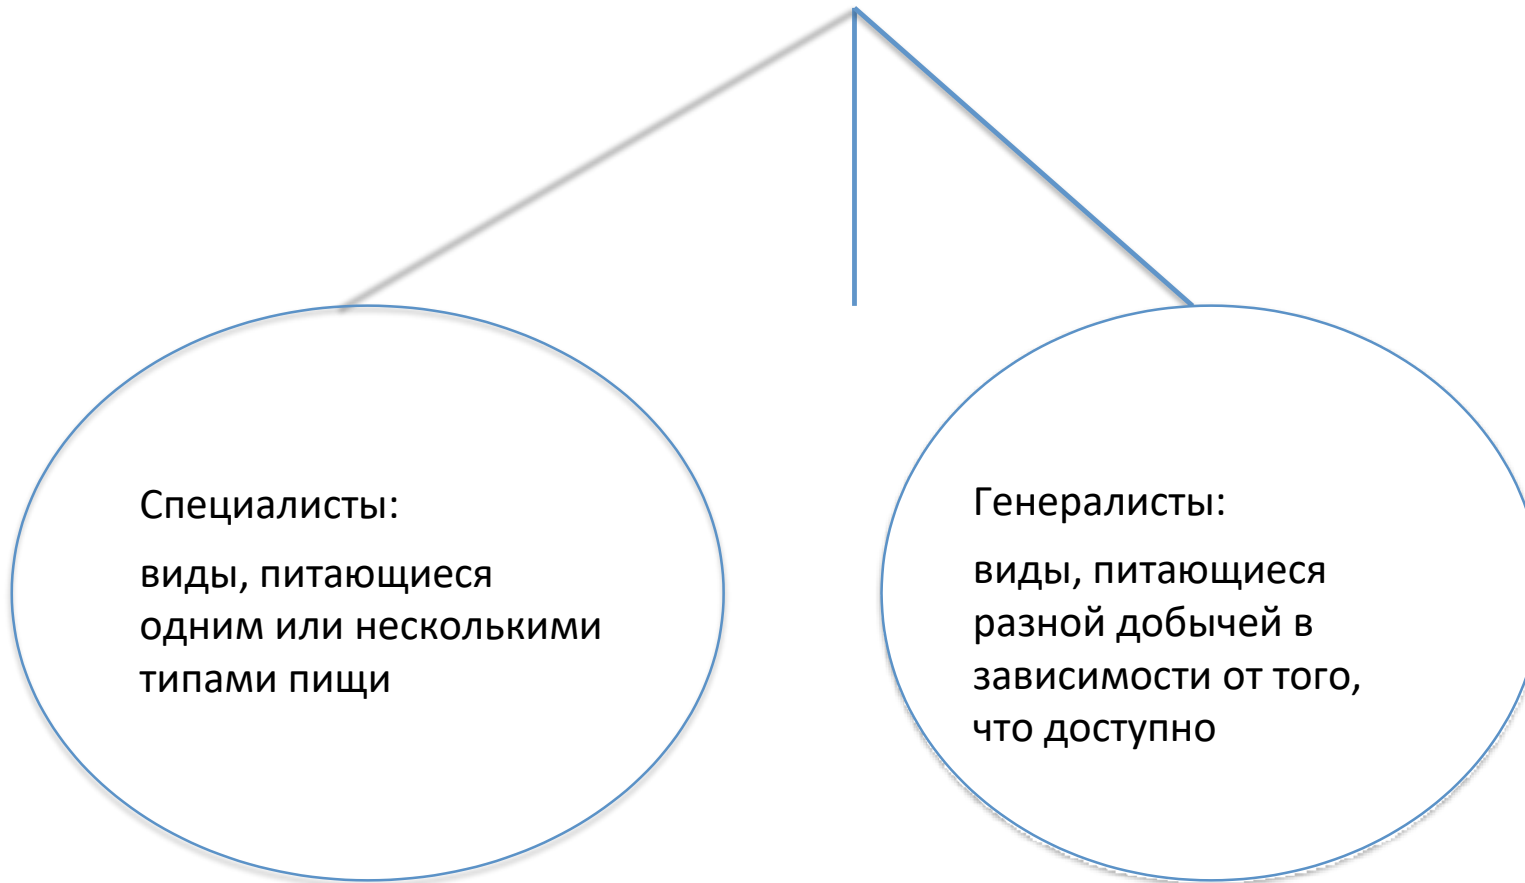 Специалисты:
виды, питающиеся
одним или несколькими
типами пищи
Генералисты:
виды, питающиеся
разной добычей в
зависимости от того,
что доступно